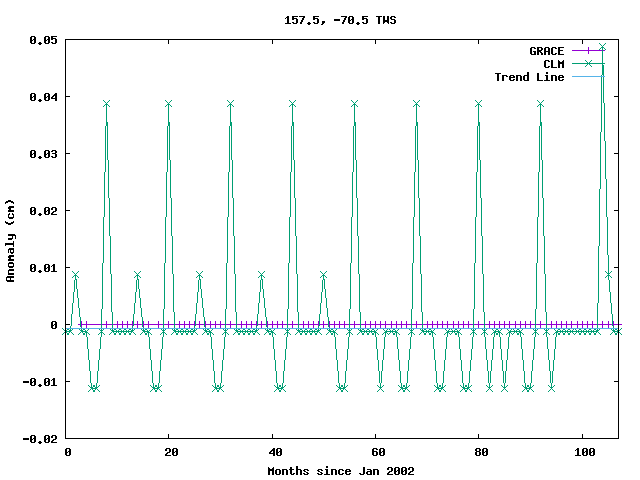 157.5, -70.5 TWS
0.05
0.04
0.03
0.02
0.01
0
-0.01
-0.02
Anomaly (cm)
GRACE
CLM
Trend Line
0 20 40 60 80 100
Months since Jan 2002